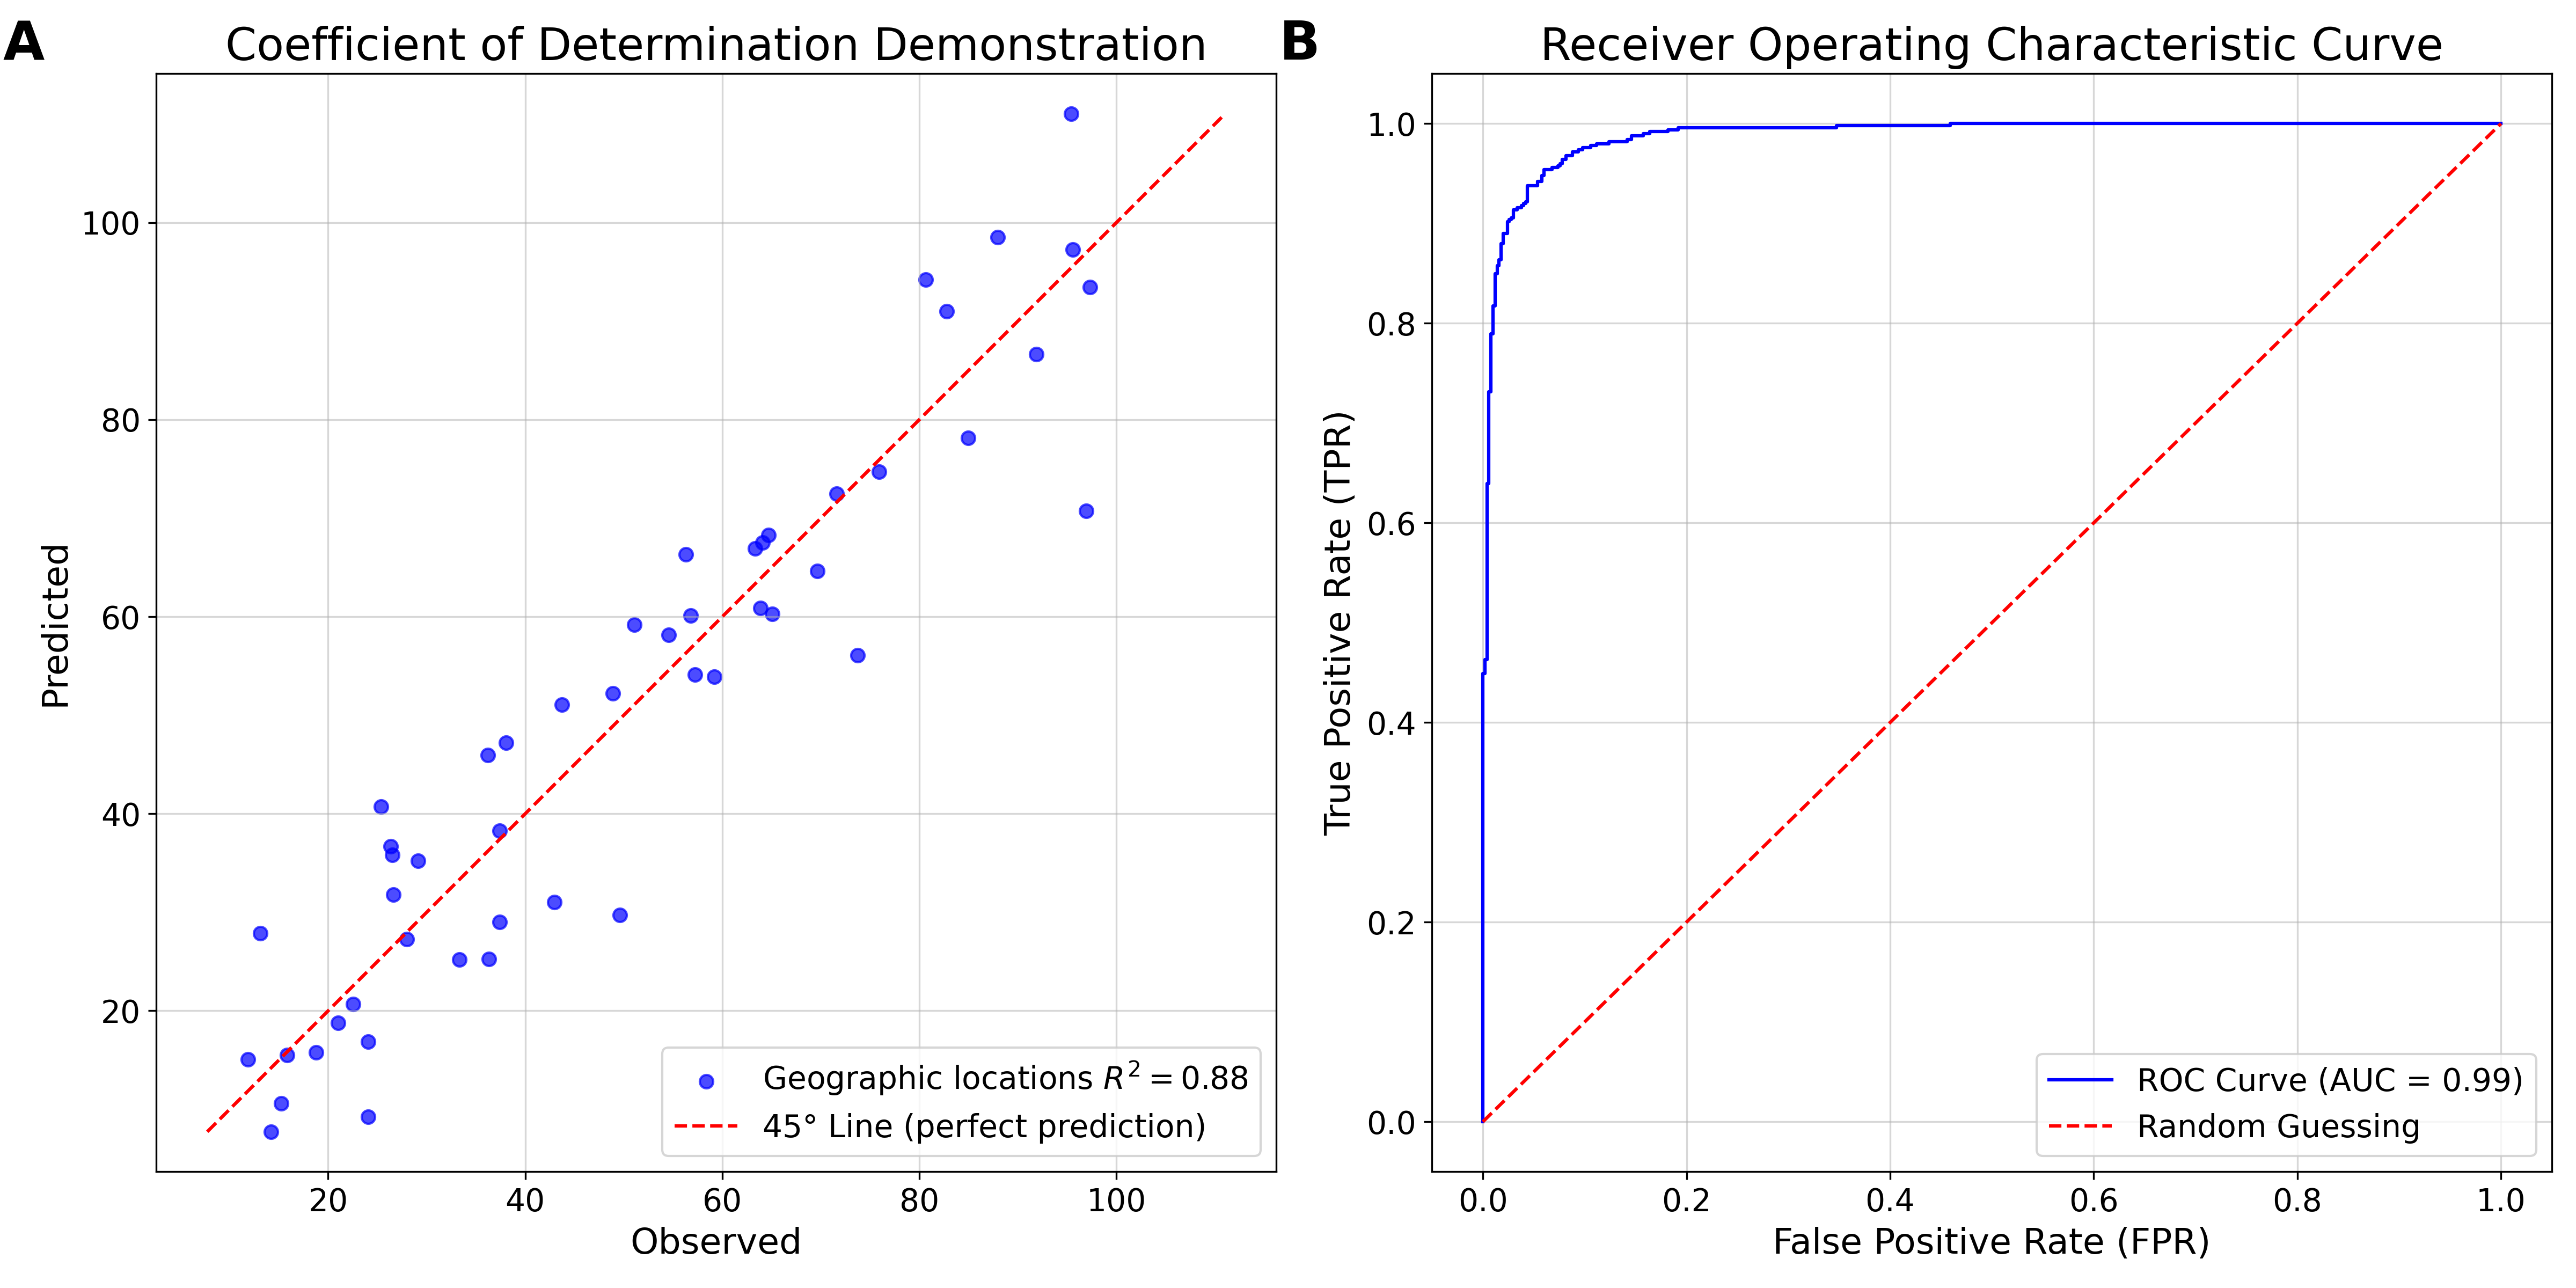 A
Coefficient of Determination Demonstration
100
80
60
40
20
Predicted
Geographic locations R² = 0.88
45° Line (perfect prediction)
20 40 60 80 100
Observed
B
Receiver Operating Characteristic Curve
1.0
0.8
0.6
0.4
0.2
0.0
True Positive Rate (TPR)
ROC Curve (AUC = 0.99)
Random Guessing
0.0 0.2 0.4 0.6 0.8 1.0
False Positive Rate (FPR)